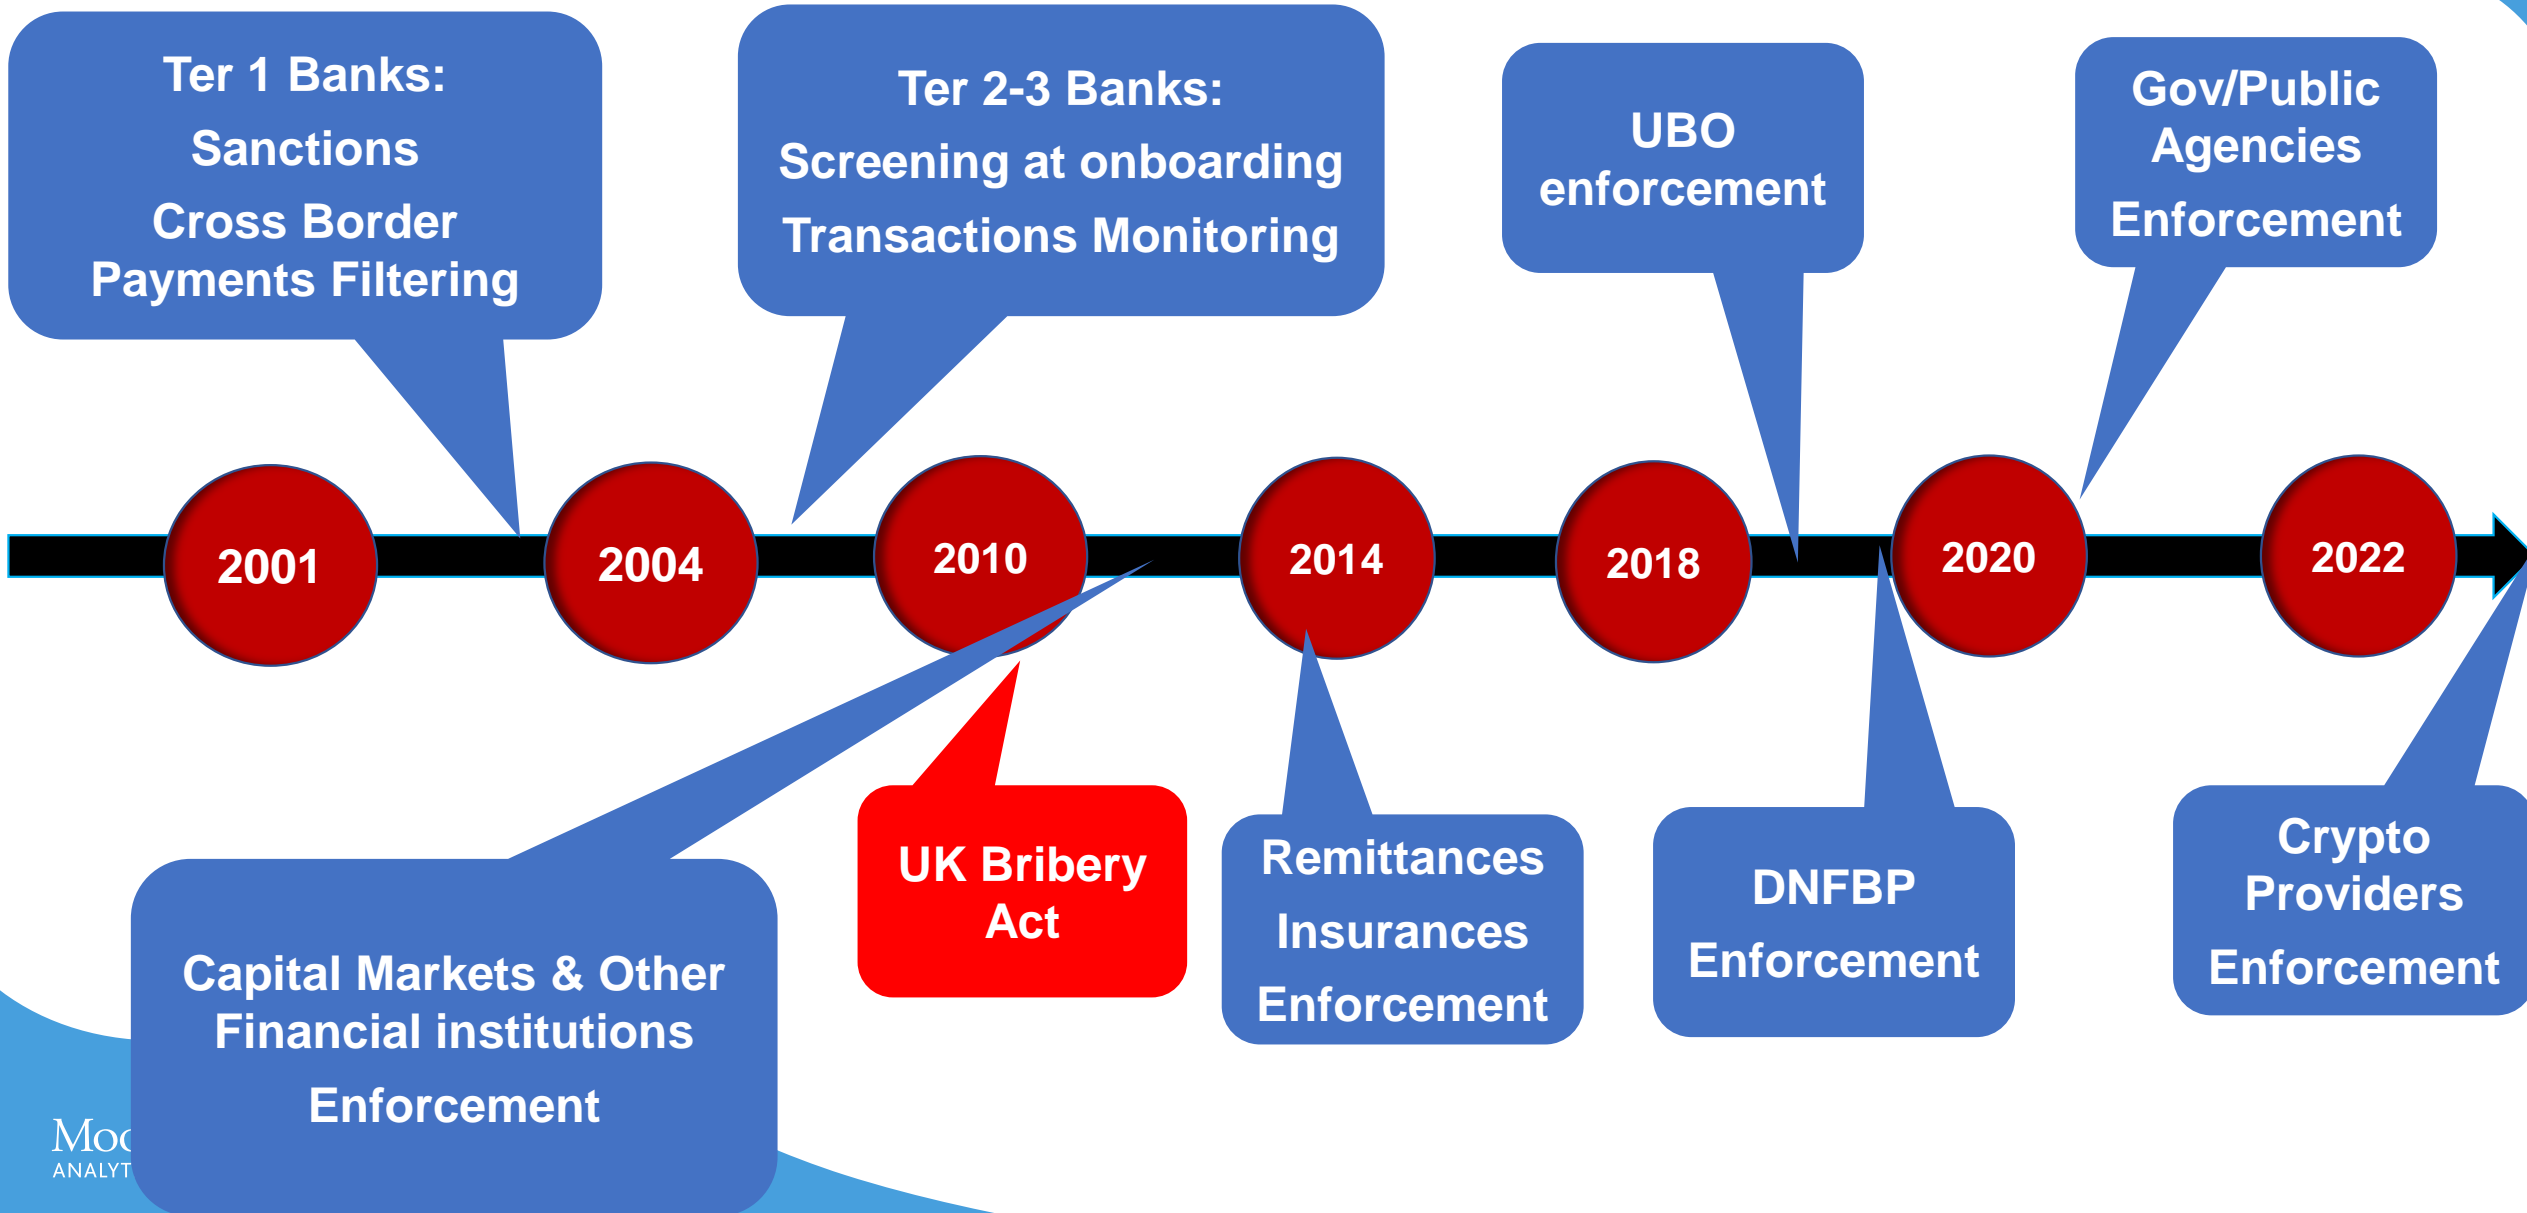 Ter 1 Banks:
Sanctions
Cross Border
Payments Filtering
Ter 2-3 Banks:
Screening at onboarding
Transactions Monitoring
UBO
enforcement
Gov/Public
Agencies
Enforcement
2001
2004
2010
2014
2018
2020
2022
Capital Markets & Other
Financial institutions
Enforcement
UK Bribery
Act
Remittances
Insurances
Enforcement
DNFBP
Enforcement
Crypto
Providers
Enforcement